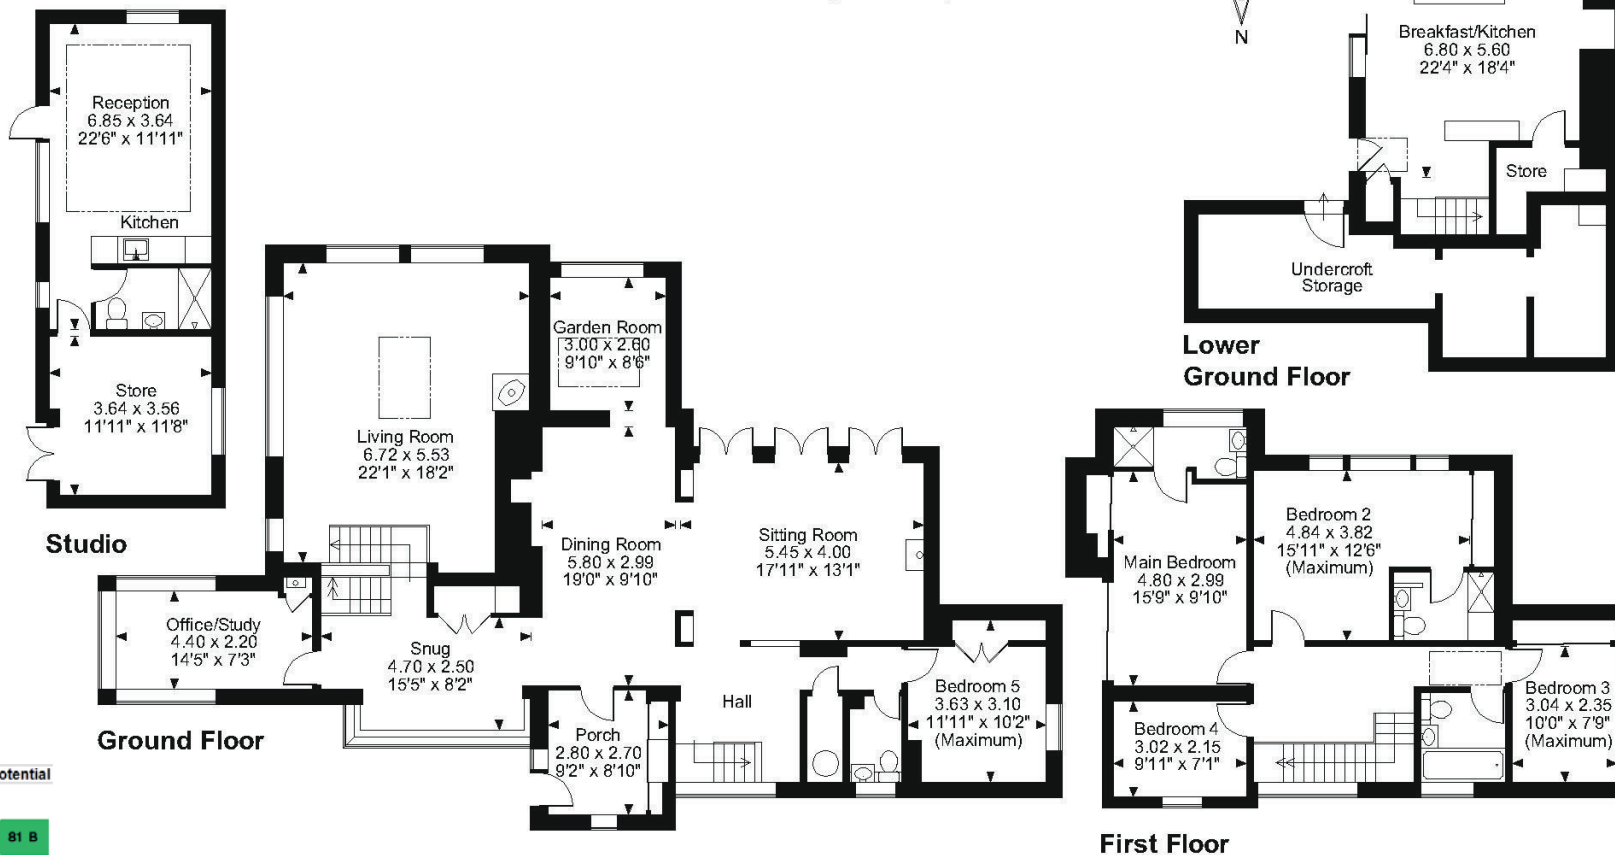 Reception
6.85 x 3.64
22'6" x 11'11"
Kitchen
Store
3.64 x 3.56
11'11" x 11'8"
Studio
Living Room
6.72 x 5.53
22'1" x 18'2"
Garden Room
3.00 x 2.60
9'10" x 8'6"
Dining Room
5.80 x 2.99
19'0" x 9'10"
Sitting Room
5.45 x 4.00
17'11" x 13'1"
Office/Study
4.40 x 2.20
14'5" x 7'3"
Snug
4.70 x 2.50
15'5" x 8'2"
Porch
2.80 x 2.70
9'2" x 8'10"
Hall
Bedroom 5
3.63 x 3.10
11'11" x 10'2"
(Maximum)
Ground Floor
N
Breakfast/Kitchen
6.80 x 5.60
22'4" x 18'4"
Store
Undercroft
Storage
Lower
Ground Floor
Main Bedroom
4.80 x 2.99
15'9" x 9'10"
Bedroom 2
4.84 x 3.82
15'11" x 12'6"
(Maximum)
Bedroom 4
3.02 x 2.15
9'11" x 7'1"
Bedroom 3
3.04 x 2.35
10'0" x 7'9"
(Maximum)
First Floor
otential
81 B